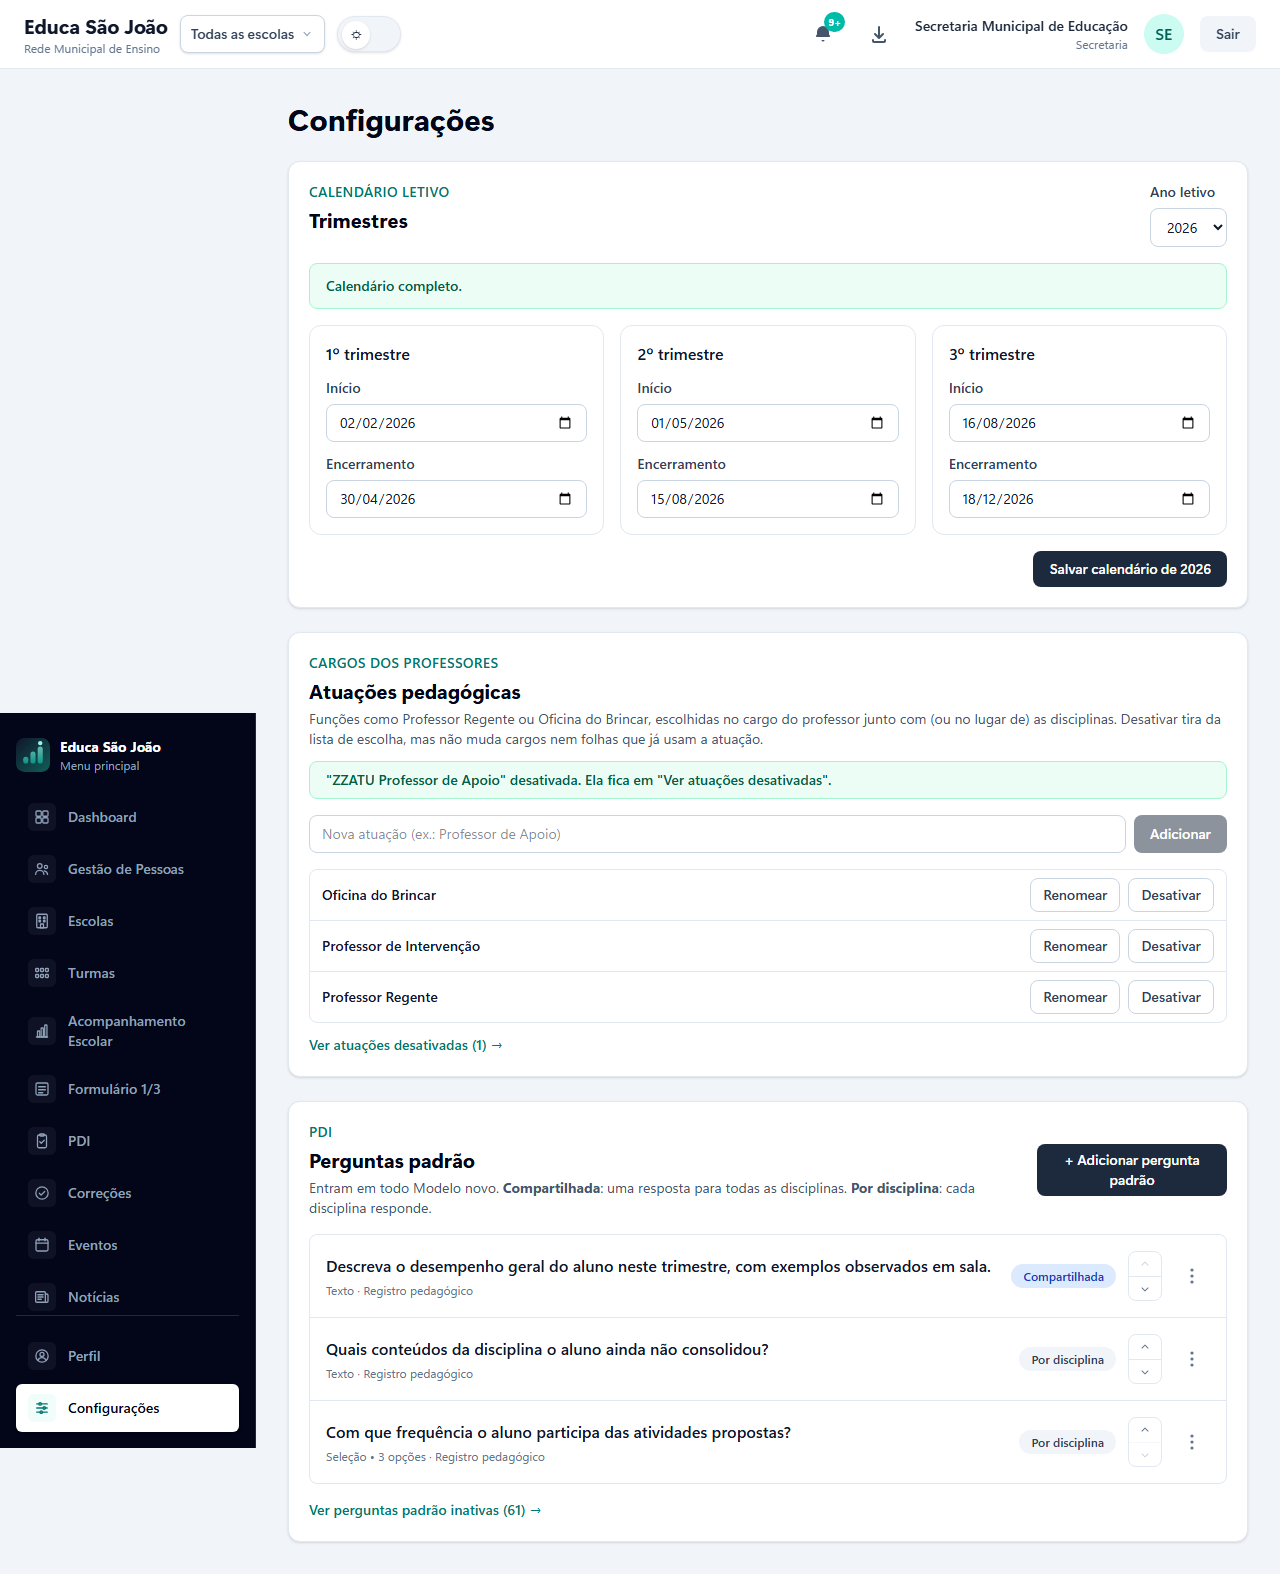 Educa São João
Rede Municipal de Ensino
Todas as escolas
9+
Secretaria Municipal de Educação
Secretaria
SE
Sair
Configurações
CALENDÁRIO LETIVO
Trimestres
Ano letivo
2026
Calendário completo.
1º trimestre
Início
02/02/2026
Encerramento
30/04/2026
2º trimestre
Início
01/05/2026
Encerramento
15/08/2026
3º trimestre
Início
16/08/2026
Encerramento
18/12/2026
Salvar calendário de 2026
CARGOS DOS PROFESSORES
Atuações pedagógicas
Funções como Professor Regente ou Oficina do Brincar, escolhidas no cargo do professor junto com (ou no lugar de) as disciplinas. Desativar tira da
lista de escolha, mas não muda cargos nem folhas que já usam a atuação.
"ZZATU Professor de Apoio" desativada. Ela fica em "Ver atuações desativadas".
Nova atuação (ex.: Professor de Apoio)
Adicionar
Oficina do Brincar
Renomear
Desativar
Professor de Intervenção
Renomear
Desativar
Professor Regente
Renomear
Desativar
Ver atuações desativadas (1) →
PDI
Perguntas padrão
Entram em todo Modelo novo. Compartilhada: uma resposta para todas as disciplinas. Por disciplina: cada
disciplina responde.
+ Adicionar pergunta
padrão
Descreva o desempenho geral do aluno neste trimestre, com exemplos observados em sala.
Texto · Registro pedagógico
Compartilhada
Quais conteúdos da disciplina o aluno ainda não consolidou?
Texto · Registro pedagógico
Por disciplina
Com que frequência o aluno participa das atividades propostas?
Seleção • 3 opções · Registro pedagógico
Por disciplina
Ver perguntas padrão inativas (61) →
Educa São João
Menu principal
Dashboard
Gestão de Pessoas
Escolas
Turmas
Acompanhamento
Escolar
Formulário 1/3
PDI
Correções
Eventos
Notícias
Perfil
Configurações